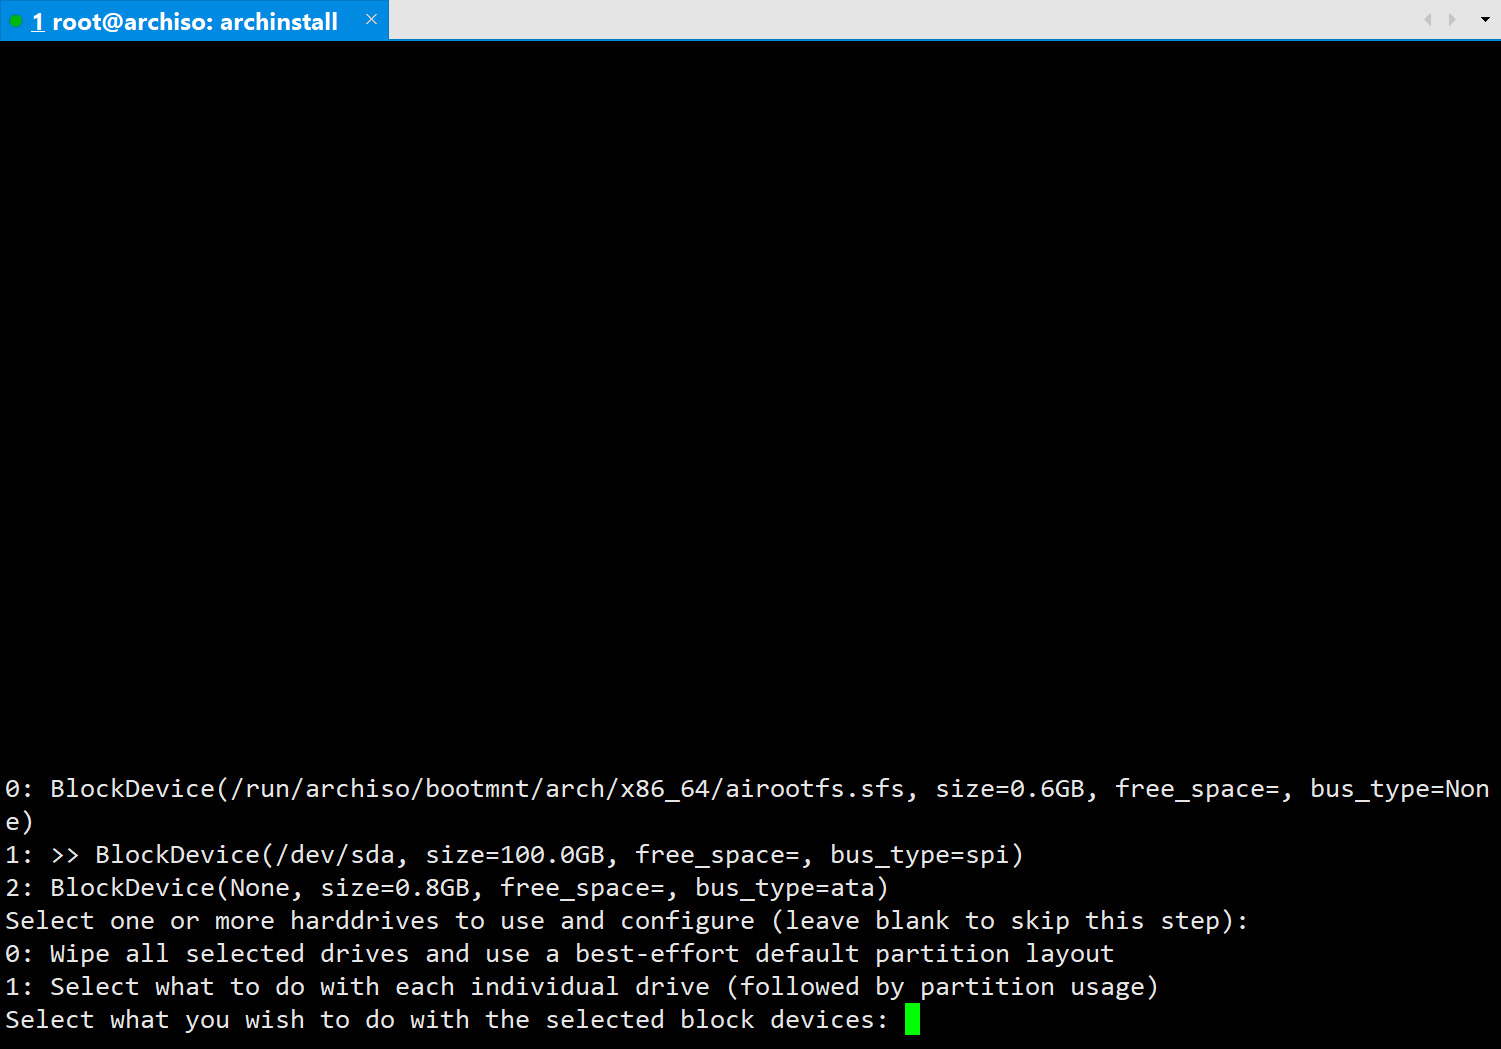 1 root@archiso: archinstall ×
0: BlockDevice(/run/archiso/bootmnt/arch/x86_64/airootfs.sfs, size=0.6GB, free_space=, bus_type=Non
e)
1: >> BlockDevice(/dev/sda, size=100.0GB, free_space=, bus_type=spi)
2: BlockDevice(None, size=0.8GB, free_space=, bus_type=ata)
Select one or more harddrives to use and configure (leave blank to skip this step):
0: Wipe all selected drives and use a best-effort default partition layout
1: Select what to do with each individual drive (followed by partition usage)
Select what you wish to do with the selected block devices: